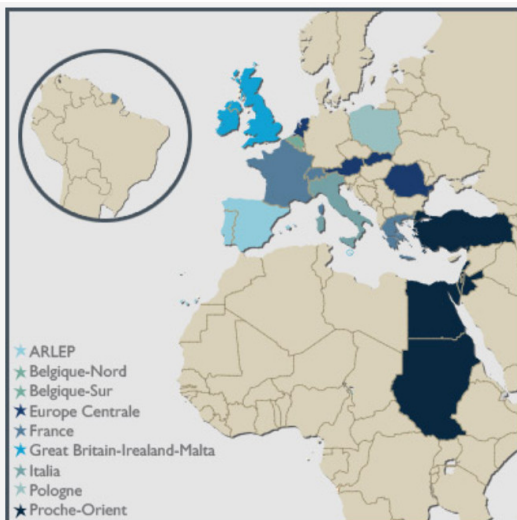 ARLEP
Belgique-Nord
Belgique-Sur
Europe Centrale
France
Great Britain-Irealand-Malta
Italia
Pologne
Proche-Orient